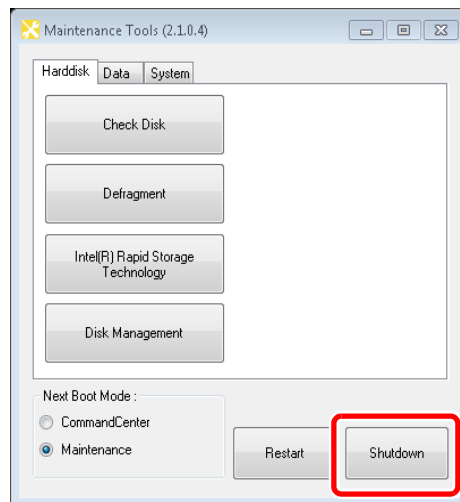 Maintenance Tools (2.1.0.4)
Harddisk Data System
Check Disk
Defragment
Intel(R) Rapid Storage
Technology
Disk Management
Next Boot Mode :
CommandCenter
Maintenance
Restart
Shutdown